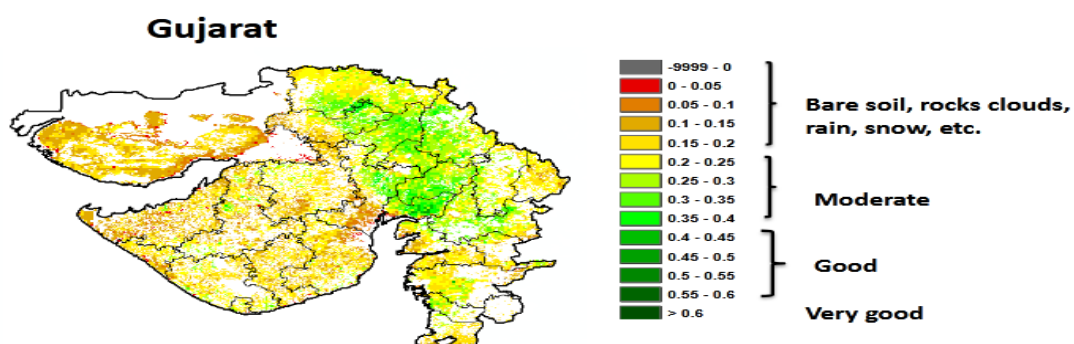 Gujarat
-9999 - 0
0 - 0.05
0.05 - 0.1
0.1 - 0.15
0.15 - 0.2
0.2 - 0.25
0.25 - 0.3
0.3 - 0.35
0.35 - 0.4
0.4 - 0.45
0.45 - 0.5
0.5 - 0.55
0.55 - 0.6
> 0.6
Bare soil, rocks clouds,
rain, snow, etc.
Moderate
Good
Very good